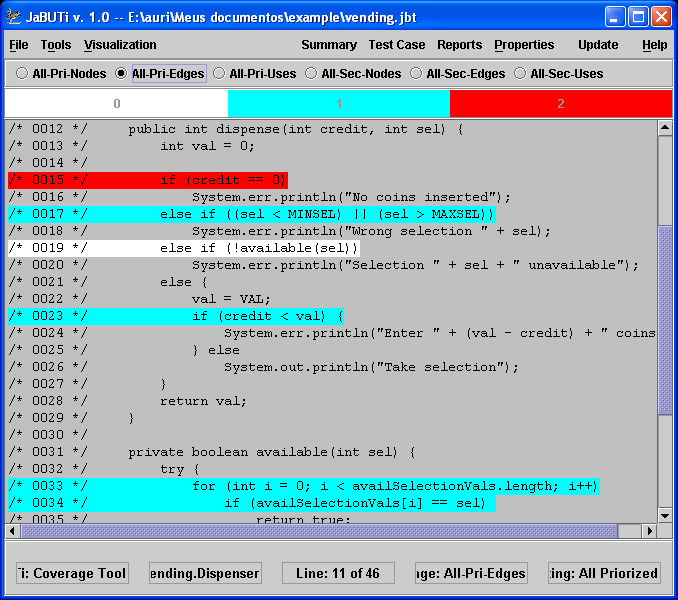 JaBUTi v. 1.0 -- E:\auri\Meus documentos\example\vending.jbt
File Tools Visualization Summary Test Case Reports Properties Update Help
All-Pri-Nodes All-Pri-Edges All-Pri-Uses All-Sec-Nodes All-Sec-Edges All-Sec-Uses
0 1 2
/* 0012 */     public int dispense(int credit, int sel) {
/* 0013 */         int val = 0;
/* 0014 */
/* 0015 */         if (credit == 0)
/* 0016 */             System.err.println("No coins inserted");
/* 0017 */         else if ((sel < MINSEL) || (sel > MAXSEL))
/* 0018 */             System.err.println("Wrong selection " + sel);
/* 0019 */         else if (!available(sel))
/* 0020 */             System.err.println("Selection " + sel + " unavailable");
/* 0021 */         else {
/* 0022 */             val = VAL;
/* 0023 */             if (credit < val) {
/* 0024 */                 System.err.println("Enter " + (val - credit) + " coins
/* 0025 */             } else
/* 0026 */                 System.out.println("Take selection");
/* 0027 */         }
/* 0028 */         return val;
/* 0029 */     }
/* 0030 */
/* 0031 */     private boolean available(int sel) {
/* 0032 */         try {
/* 0033 */             for (int i = 0; i < availSelectionVals.length; i++)
/* 0034 */                 if (availSelectionVals[i] == sel)
/* 0035 */                     return true;
i: Coverage Tool ending.Dispenser Line: 11 of 46 ge: All-Pri-Edges ing: All Priorized